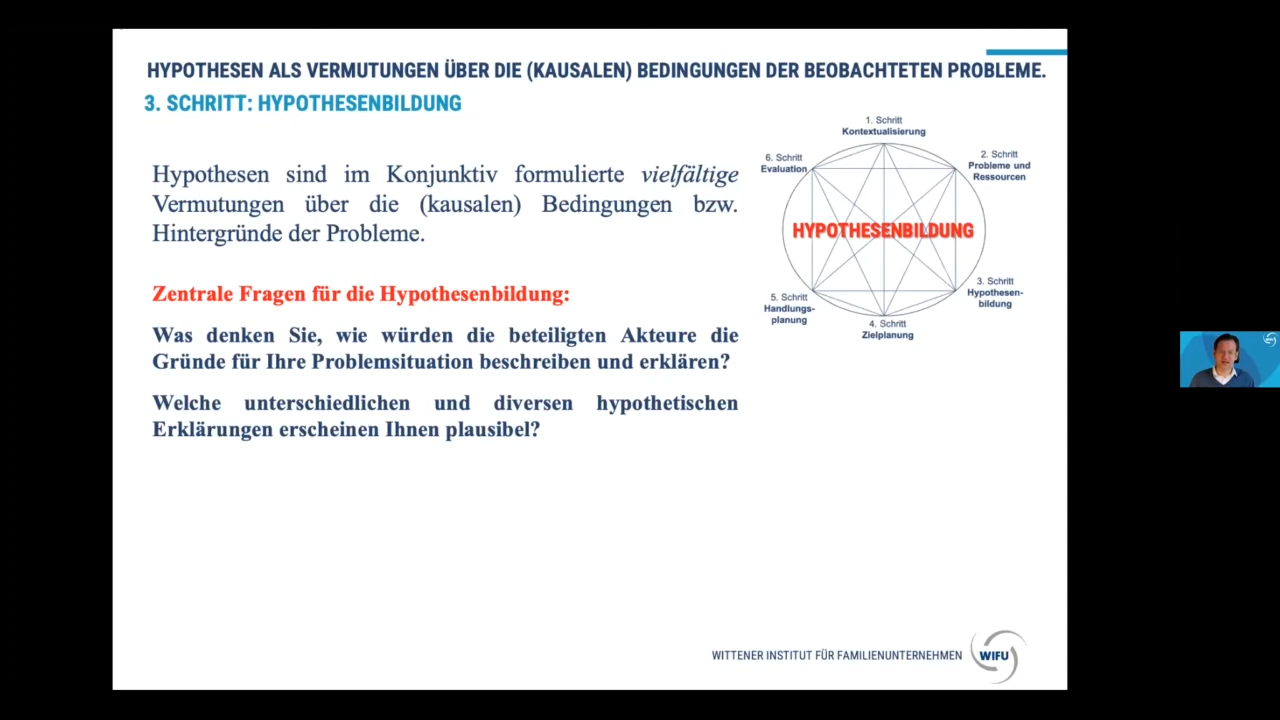 HYPOTHESEN ALS VERMUTUNGEN ÜBER DIE (KAUSALEN) BEDINGUNGEN DER BEOBACHTETEN PROBLEME.
3. SCHRITT: HYPOTHESENBILDUNG
Hypothesen sind im Konjunktiv formulierte vielfältige
Vermutungen über die (kausalen) Bedingungen bzw.
Hintergründe der Probleme.
Zentrale Fragen für die Hypothesenbildung:
Was denken Sie, wie würden die beteiligten Akteure die
Gründe für Ihre Problemsituation beschreiben und erklären?
Welche unterschiedlichen und diversen hypothetischen
Erklärungen erscheinen Ihnen plausibel?
1. Schritt
Kontextualisierung
2. Schritt
Probleme und
Ressourcen
3. Schritt
Hypothesen-
bildung
4. Schritt
Zielplanung
5. Schritt
Handlungs-
planung
6. Schritt
Evaluation
HYPOTHESENBILDUNG
WITTENER INSTITUT FÜR FAMILIENUNTERNEHMEN
WIFU